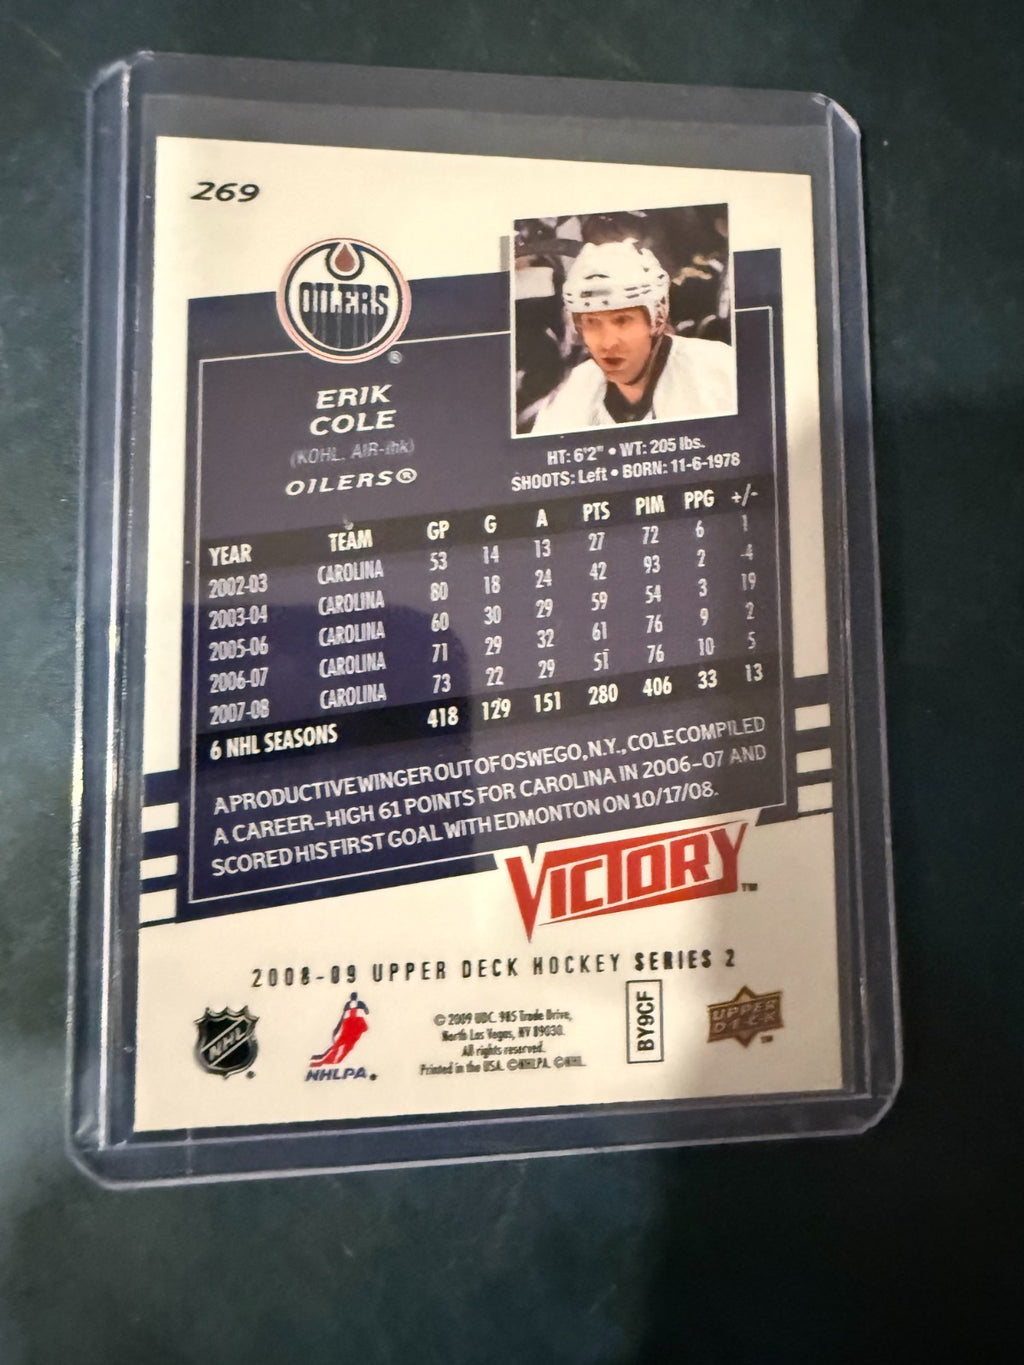 269
OILERS
®
ERIK
COLE
(KOHL, AIR-ihk)
OILERS®
HT: 6'2" • WT: 205 lbs.
SHOOTS: Left • BORN: 11-6-1978
YEAR TEAM GP G A PTS PIM PPG +/-
2002-03 CAROLINA 53 14 13 27 72 6 1
2003-04 CAROLINA 80 18 24 42 93 2 -4
2005-06 CAROLINA 60 30 29 59 54 3 19
2006-07 CAROLINA 71 29 32 61 76 9 2
2007-08 CAROLINA 73 22 29 51 76 10 5
6 NHL SEASONS 418 129 151 280 406 33 13
A PRODUCTIVE WINGER OUT OF OSWEGO, N.Y., COLE COMPILED
A CAREER-HIGH 61 POINTS FOR CAROLINA IN 2006-07 AND
SCORED HIS FIRST GOAL WITH EDMONTON ON 10/17/08.
VICTORY™
2008-09 UPPER DECK HOCKEY SERIES 2
NHL®
NHLPA®
© 2009 UDC. 985 Trade Drive,
North Las Vegas, NV 89030.
All rights reserved.
Printed in the USA. ©NHLPA. ©NHL.
BY9CF
UPPER
DECK
™